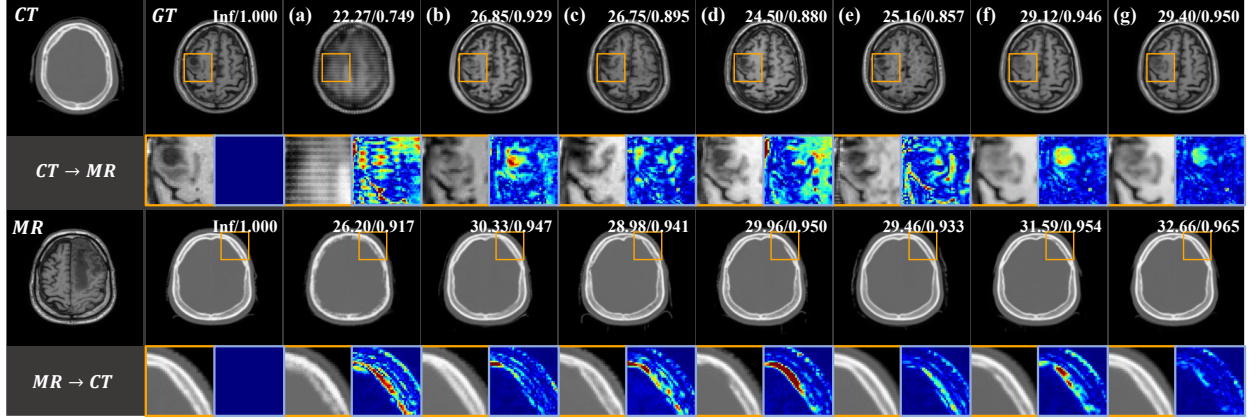 CT GT Inf/1.000 (a) 22.27/0.749 (b) 26.85/0.929 (c) 26.75/0.895 (d) 24.50/0.880 (e) 25.16/0.857 (f) 29.12/0.946 (g) 29.40/0.950
CT → MR
MR Inf/1.000 26.20/0.917 30.33/0.947 28.98/0.941 29.96/0.950 29.46/0.933 31.59/0.954 32.66/0.965
MR → CT